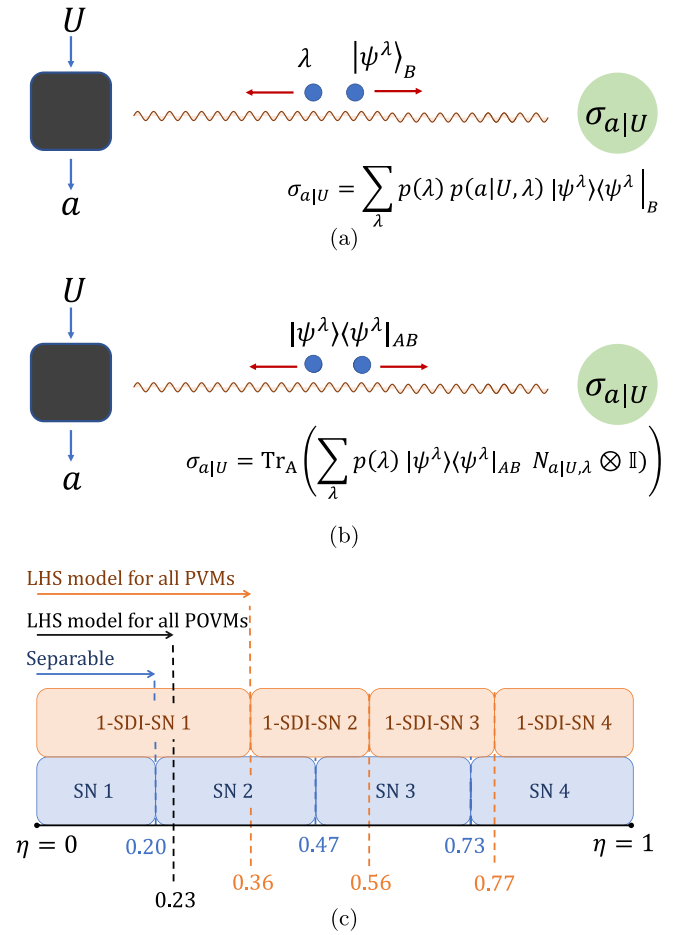 U
λ |ψ^λ⟩_B
σ_{a|U}
a
σ_{a|U} = ∑_λ p(λ) p(a|U, λ) |ψ^λ⟩⟨ψ^λ|_B
(a)
U
|ψ^λ⟩⟨ψ^λ|_{AB}
σ_{a|U}
a
σ_{a|U} = Tr_A (∑_λ p(λ) |ψ^λ⟩⟨ψ^λ|_{AB} N_{a|U,λ} ⊗ 𝕀))
(b)
LHS model for all PVMs
LHS model for all POVMs
Separable
1-SDI-SN 1 1-SDI-SN 2 1-SDI-SN 3 1-SDI-SN 4
SN 1 SN 2 SN 3 SN 4
η = 0 0.20 0.47 0.73 η = 1
0.36 0.56 0.77
0.23
(c)